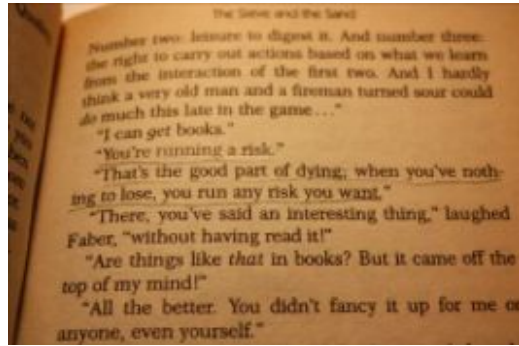 The Sieve and the Sand
Number two: leisure to digest it. And number three:
the right to carry out actions based on what we learn
from the interaction of the first two. And I hardly
think a very old man and a fireman turned sour could
do much this late in the game...”
“I can get books.”
“You're running a risk.”
“That's the good part of dying; when you've noth-
ing to lose, you run any risk you want.”
“There, you've said an interesting thing,” laughed
Faber, “without having read it!”
“Are things like that in books? But it came off the
top of my mind!”
“All the better. You didn't fancy it up for me or
anyone, even yourself.”